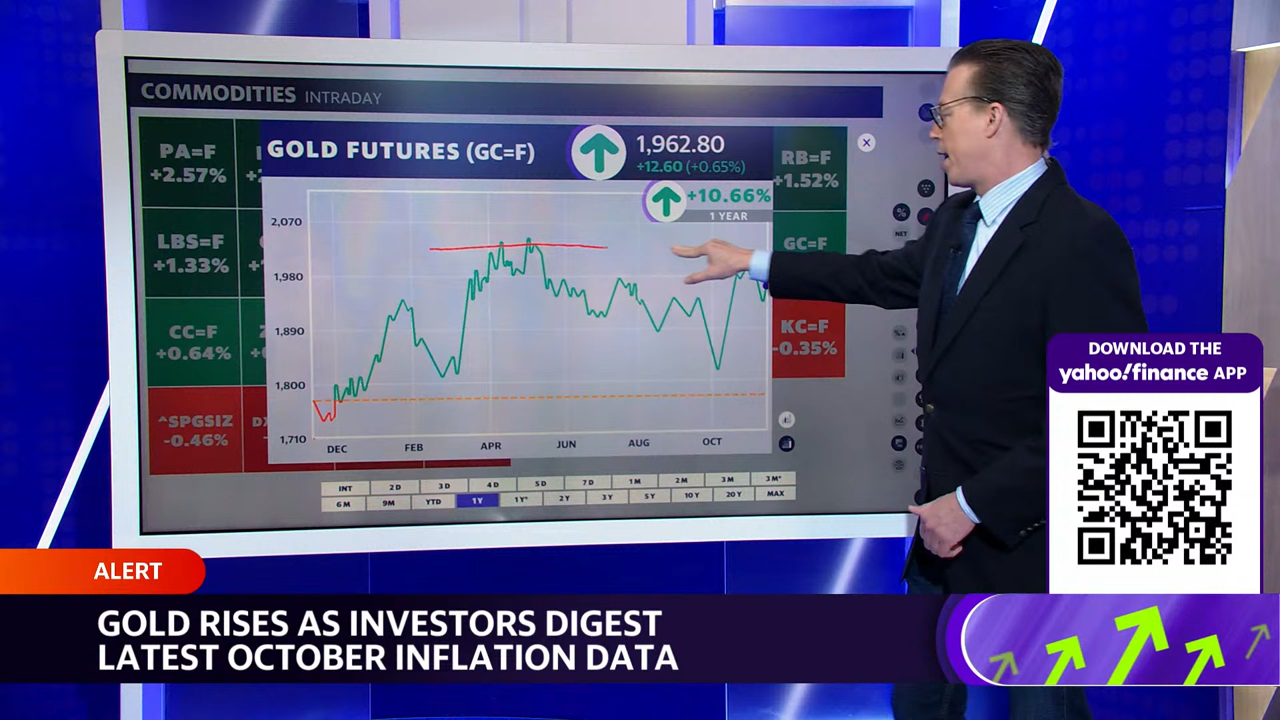 COMMODITIES INTRADAY
PA=F
+2.57%
LBS=F
+1.33%
CC=F
+0.64%
^SPGSIZ
-0.46%
GOLD FUTURES (GC=F)
1,962.80
+12.60 (+0.65%)
+10.66%
1 YEAR
2,070
1,980
1,890
1,800
1,710
DEC FEB APR JUN AUG OCT
RB=F
+1.52%
GC=F
KC=F
-0.35%
NET
INT 2D 3D 4D 5D 7D 1M 2M 3M 3M*
6M 9M YTD 1Y 1Y* 2Y 3Y 5Y 10Y 20Y MAX
DOWNLOAD THE
yahoo!finance APP
ALERT
GOLD RISES AS INVESTORS DIGEST
LATEST OCTOBER INFLATION DATA